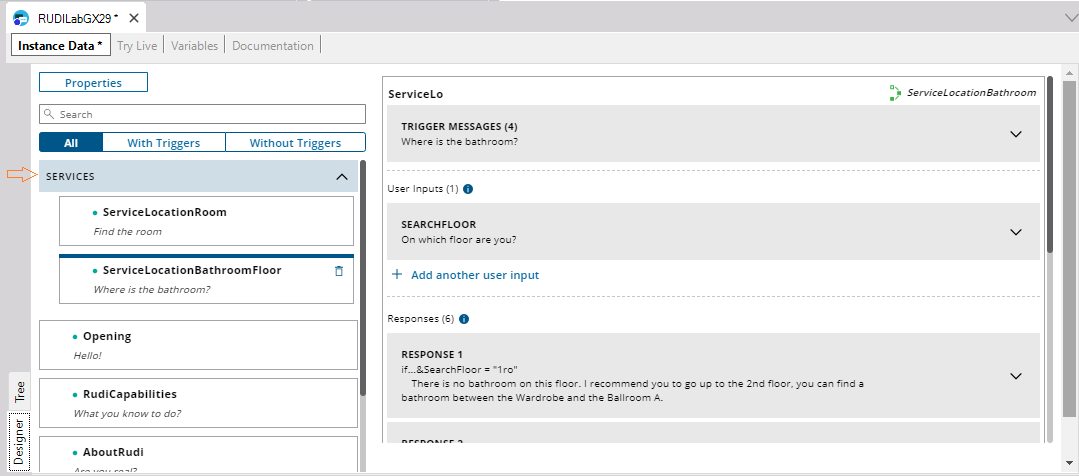 RUDILabGX29 *
Instance Data *
Try Live
Variables
Documentation
Properties
Search
All
With Triggers
Without Triggers
SERVICES
ServiceLocationRoom
Find the room
ServiceLocationBathroomFloor
Where is the bathroom?
Opening
Hello!
RudiCapabilities
What you know to do?
AboutRudi
Are you real?
Tree
Designer
ServiceLo
ServiceLocationBathroom
TRIGGER MESSAGES (4)
Where is the bathroom?
User Inputs (1)
SEARCHFLOOR
On which floor are you?
Add another user input
Responses (6)
RESPONSE 1
if...&SearchFloor = "1ro"
There is no bathroom on this floor. I recommend you to go up to the 2nd floor, you can find a
bathroom between the Wardrobe and the Ballroom A.
RESPONSE 2